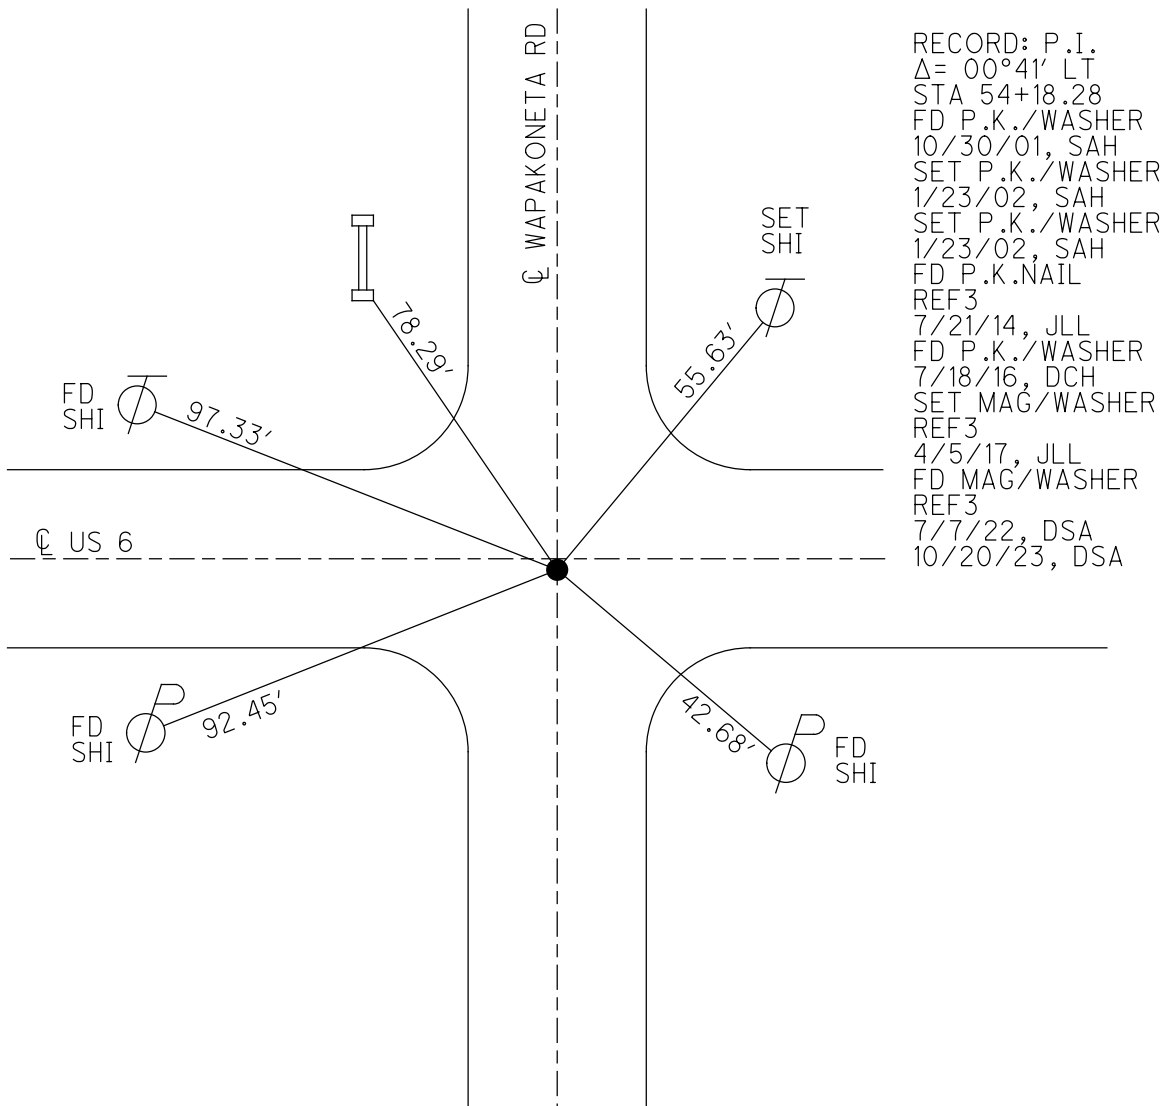 ℄ WAPAKONETA RD
RECORD: P.I.
Δ= 00°41' LT
STA 54+18.28
FD P.K./WASHER
10/30/01, SAH
SET P.K./WASHER
1/23/02, SAH
SET P.K./WASHER
1/23/02, SAH
FD P.K.NAIL
REF3
7/21/14, JLL
FD P.K./WASHER
7/18/16, DCH
SET MAG/WASHER
REF3
4/5/17, JLL
FD MAG/WASHER
REF3
7/7/22, DSA
10/20/23, DSA
SET
SHI
78.29'
55.63'
FD
SHI
97.33'
℄ US 6
FD
SHI
92.45'
42.68'
FD
SHI